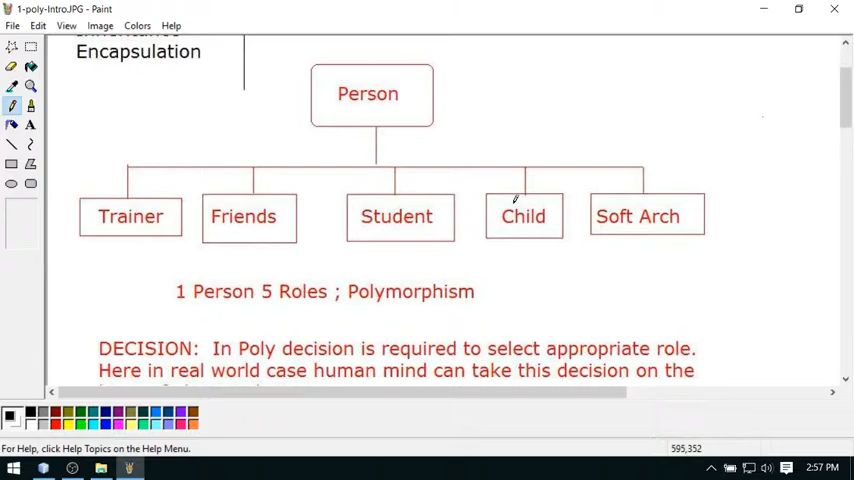 1-poly-Intro.JPG - Paint
File Edit View Image Colors Help
Encapsulation
Person
Trainer Friends Student Child Soft Arch
1 Person 5 Roles ; Polymorphism
DECISION: In Poly decision is required to select appropriate role.
Here in real world case human mind can take this decision on the
A
For Help, click Help Topics on the Help Menu.
595,352
2:57 PM